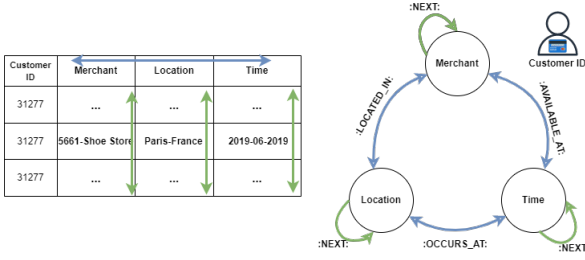 Customer ID Merchant Location Time
31277 ... ... ...
31277 5661-Shoe Store Paris-France 2019-06-2019
31277 ... ... ...
:NEXT:
Customer ID
Merchant
:LOCATED_IN:
:AVAILABLE_AT:
Location
Time
:NEXT:
:OCCURS_AT:
:NEXT: